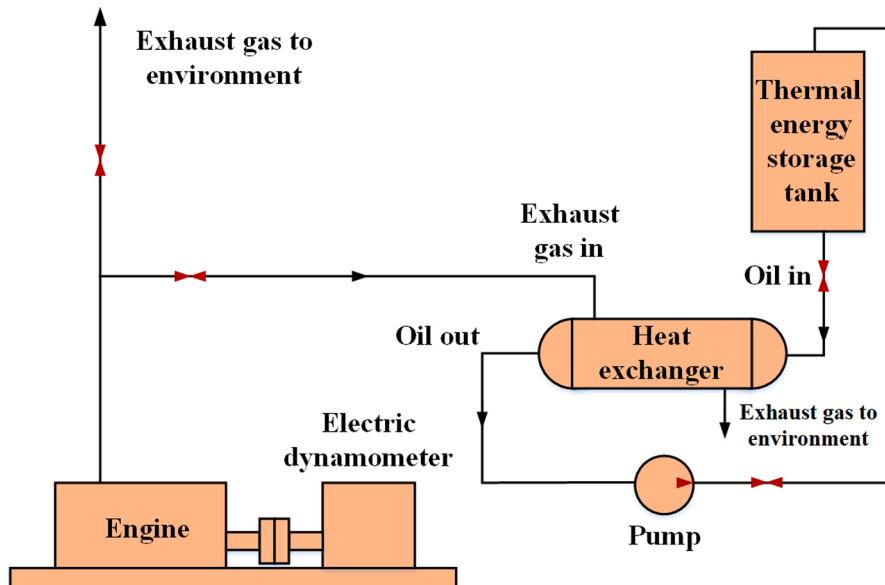 Exhaust gas to
environment
Thermal
energy
storage
tank
Exhaust
gas in
Oil in
Oil out
Heat
exchanger
Exhaust gas to
environment
Electric
dynamometer
Engine
Pump